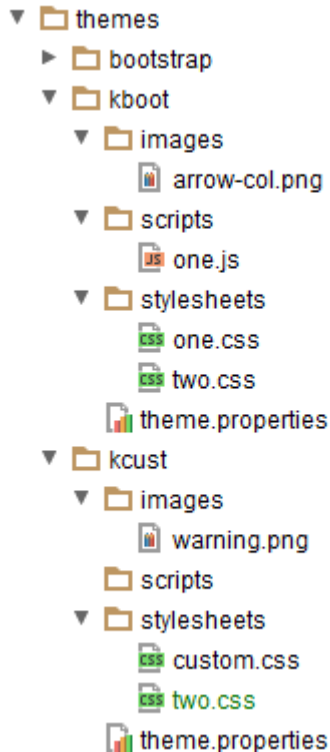 themes
bootstrap
kboot
images
arrow-col.png
scripts
JS one.js
stylesheets
CSS one.css
CSS two.css
theme.properties
kcust
images
warning.png
scripts
stylesheets
CSS custom.css
CSS two.css
theme.properties